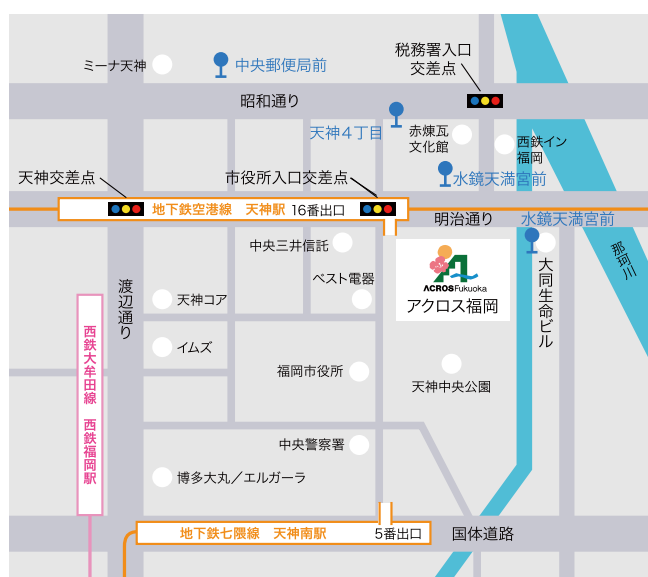 税務署入口
交差点
ミーナ天神
中央郵便局前
昭和通り
天神4丁目
赤煉瓦
文化館
西鉄イン
福岡
天神交差点
市役所入口交差点
水鏡天満宮前
地下鉄空港線 天神駅 16番出口
明治通り
水鏡天満宮前
中央三井信託
那珂川
ベスト電器
ACROS Fukuoka
アクロス福岡
大同生命ビル
渡辺通り
天神コア
イムズ
福岡市役所
天神中央公園
西鉄大牟田線 西鉄福岡駅
中央警察署
博多大丸/エルガーラ
地下鉄七隈線 天神南駅 5番出口
国体道路